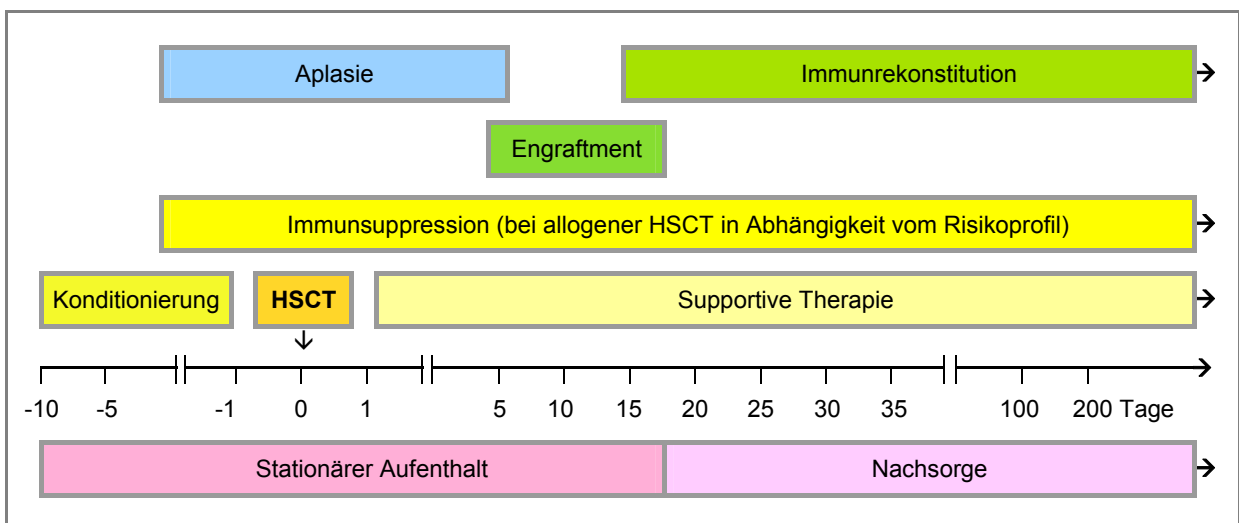 Aplasie
Immunrekonstitution
Engraftment
Immunsuppression (bei allogener HSCT in Abhängigkeit vom Risikoprofil)
Konditionierung
HSCT
Supportive Therapie
-10 -5 -1 0 1 5 10 15 20 25 30 35 100 200 Tage
Stationärer Aufenthalt
Nachsorge